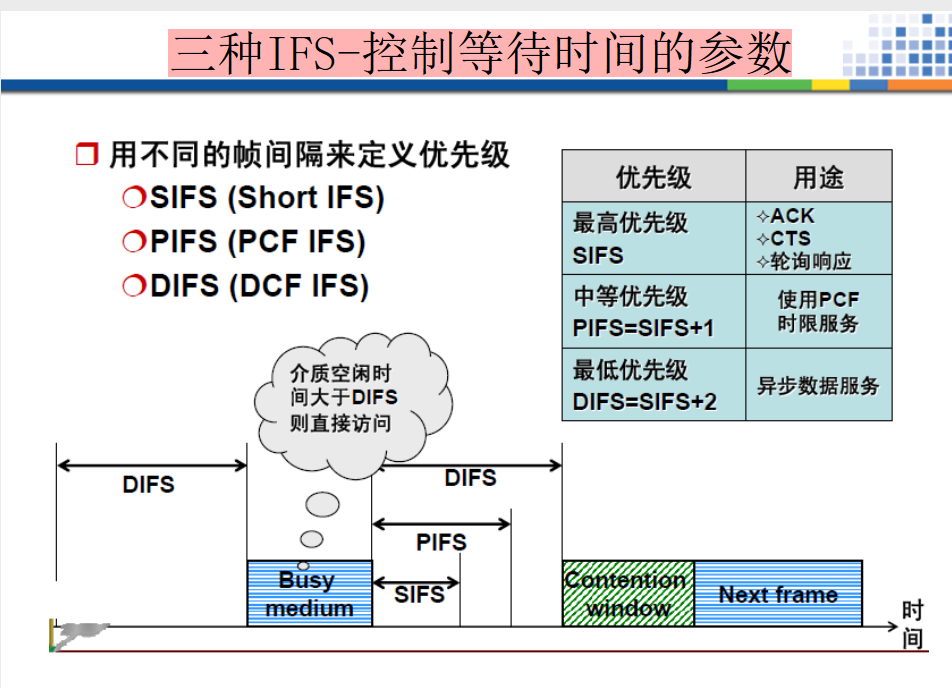 三种IFS-控制等待时间的参数
用不同的帧间隔来定义优先级
SIFS (Short IFS)
PIFS (PCF IFS)
DIFS (DCF IFS)
优先级
用途
最高优先级
SIFS
ACK
CTS
轮询响应
中等优先级
PIFS=SIFS+1
使用PCF
时限服务
最低优先级
DIFS=SIFS+2
异步数据服务
介质空闲时
间大于DIFS
则直接访问
DIFS
DIFS
PIFS
SIFS
Busy
medium
Contention
window
Next frame
时
间